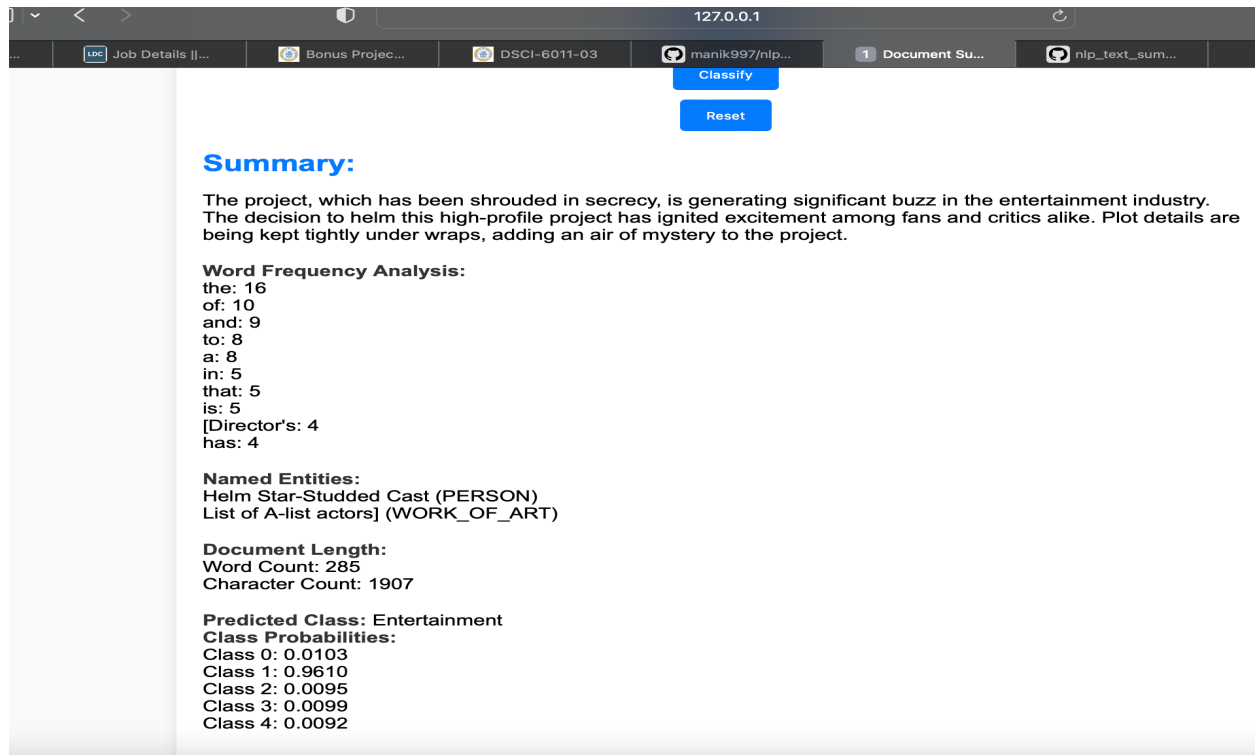 127.0.0.1
...
LDC Job Details ||...
Bonus Projec...
DSCI-6011-03
manik997/nlp...
1 Document Su...
nlp_text_sum...
Classify
Reset
Summary:
The project, which has been shrouded in secrecy, is generating significant buzz in the entertainment industry.
The decision to helm this high-profile project has ignited excitement among fans and critics alike. Plot details are
being kept tightly under wraps, adding an air of mystery to the project.
Word Frequency Analysis:
the: 16
of: 10
and: 9
to: 8
a: 8
in: 5
that: 5
is: 5
[Director's: 4
has: 4
Named Entities:
Helm Star-Studded Cast (PERSON)
List of A-list actors] (WORK_OF_ART)
Document Length:
Word Count: 285
Character Count: 1907
Predicted Class: Entertainment
Class Probabilities:
Class 0: 0.0103
Class 1: 0.9610
Class 2: 0.0095
Class 3: 0.0099
Class 4: 0.0092